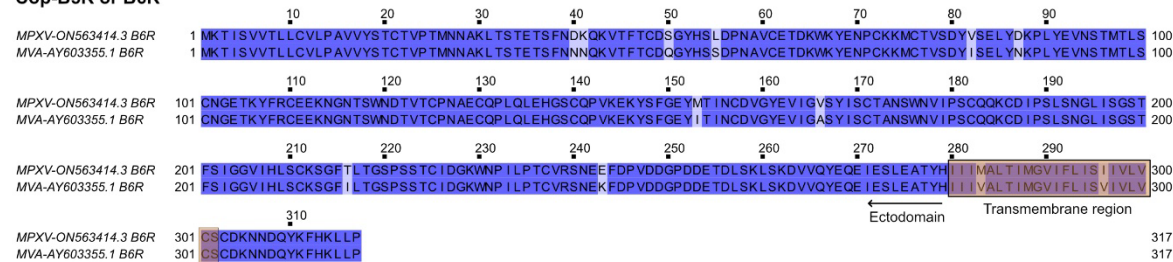 Cop-B5R or B6R
10 20 30 40 50 60 70 80 90
MPXV-ON563414.3 B6R 1 MKTISVVTLLCVLPAVVYSTCTVPTMNNAKLTSTETSFNDKQKVTFTCDSGYHSLDPNAVCETDKWKYENPCKKMCTVSDYVSELYDKPLYEVNSTMTLS 100
MVA-AY603355.1 B6R 1 MKTISVVTLLCVLPAVVYSTCTVPTMNNAKLTSTETSFNNNQKVTFTCDQGYHSSDPNAVCETDKWKYENPCKKMCTVSDYISELYNKPLYEVNSTMTLS 100
110 120 130 140 150 160 170 180 190
MPXV-ON563414.3 B6R 101 CNGETKYFRCEEKNGNTSWNDTVTCPNAECQPLQLEHGSCQPVKEKYSFGEYMTINCDVGYEVIGVSYISCTANSWNVIPSCQQKCDIPSLSNGLISGST 200
MVA-AY603355.1 B6R 101 CNGETKYFRCEEKNGNTSWNDTVTCPNAECQPLQLEHGSCQPVKEKYSFGEYITINCDVGYEVIGASYISCTANSWNVIPSCQQKCDIPSLSNGLISGST 200
210 220 230 240 250 260 270 280 290
MPXV-ON563414.3 B6R 201 FSIGGVIHLSCKSGFTLTGSPSSTCIDGKWNPILPTCVRSNEEFDPVDDGPDDETDLSKLSKDVVQYEQEIESLEATYHIIIMALTIMGVIFLISIIVLV 300
MVA-AY603355.1 B6R 201 FSIGGVIHLSCKSGFILTGSPSSTCIDGKWNPILPTCVRSNEKFDPVDDGPDDETDLSKLSKDVVQYEQEIESLEATYHIIIVALTIMGVIFLISVIVLV 300
Ectodomain Transmembrane region
310
MPXV-ON563414.3 B6R 301 CSCDKNNDQYKFHKLLP 317
MVA-AY603355.1 B6R 301 CSCDKNNDQYKFHKLLP 317